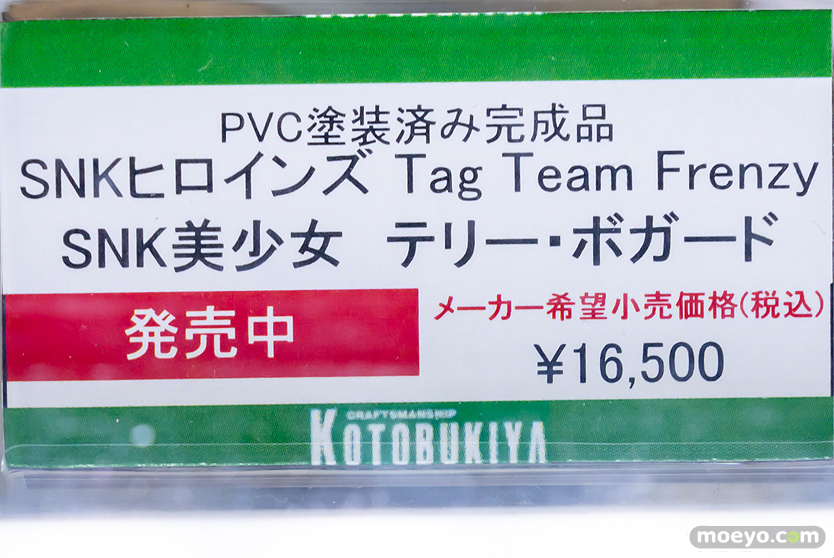 PVC塗装済み完成品
SNKヒロインズ Tag Team Frenzy
SNK美少女　テリー・ボガード
発売中
メーカー希望小売価格(税込)
¥16,500
CRAFTSMANSHIP
KOTOBUKIYA
moeyo.com